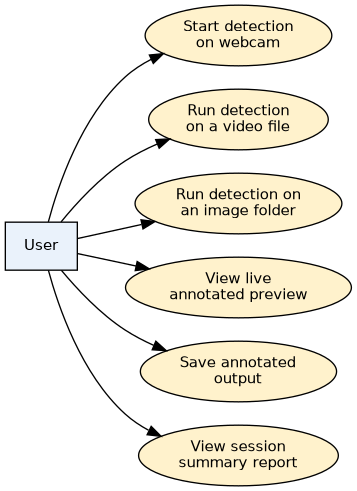 Start detection
on webcam
Run detection
on a video file
Run detection on
an image folder
User
View live
annotated preview
Save annotated
output
View session
summary report